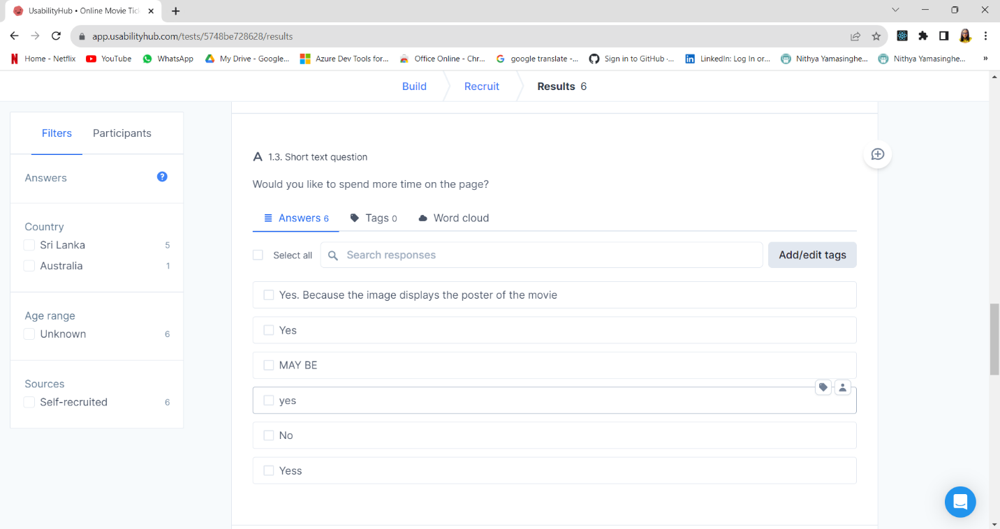 UsabilityHub • Online Movie Tic
app.usabilityhub.com/tests/5748be728628/results
Home - Netflix YouTube WhatsApp My Drive - Google... Azure Dev Tools for... Office Online - Chr... google translate -... Sign in to GitHub ·... LinkedIn: Log In or... Nithya Yamasinghe... Nithya Yamasinghe... »
Build Recruit Results 6
Filters Participants
Answers ?
Country
Sri Lanka 5
Australia 1
Age range
Unknown 6
Sources
Self-recruited 6
A 1.3. Short text question
Would you like to spend more time on the page?
Answers 6 Tags 0 Word cloud
Select all Search responses Add/edit tags
Yes. Because the image displays the poster of the movie
Yes
MAY BE
yes
No
Yess